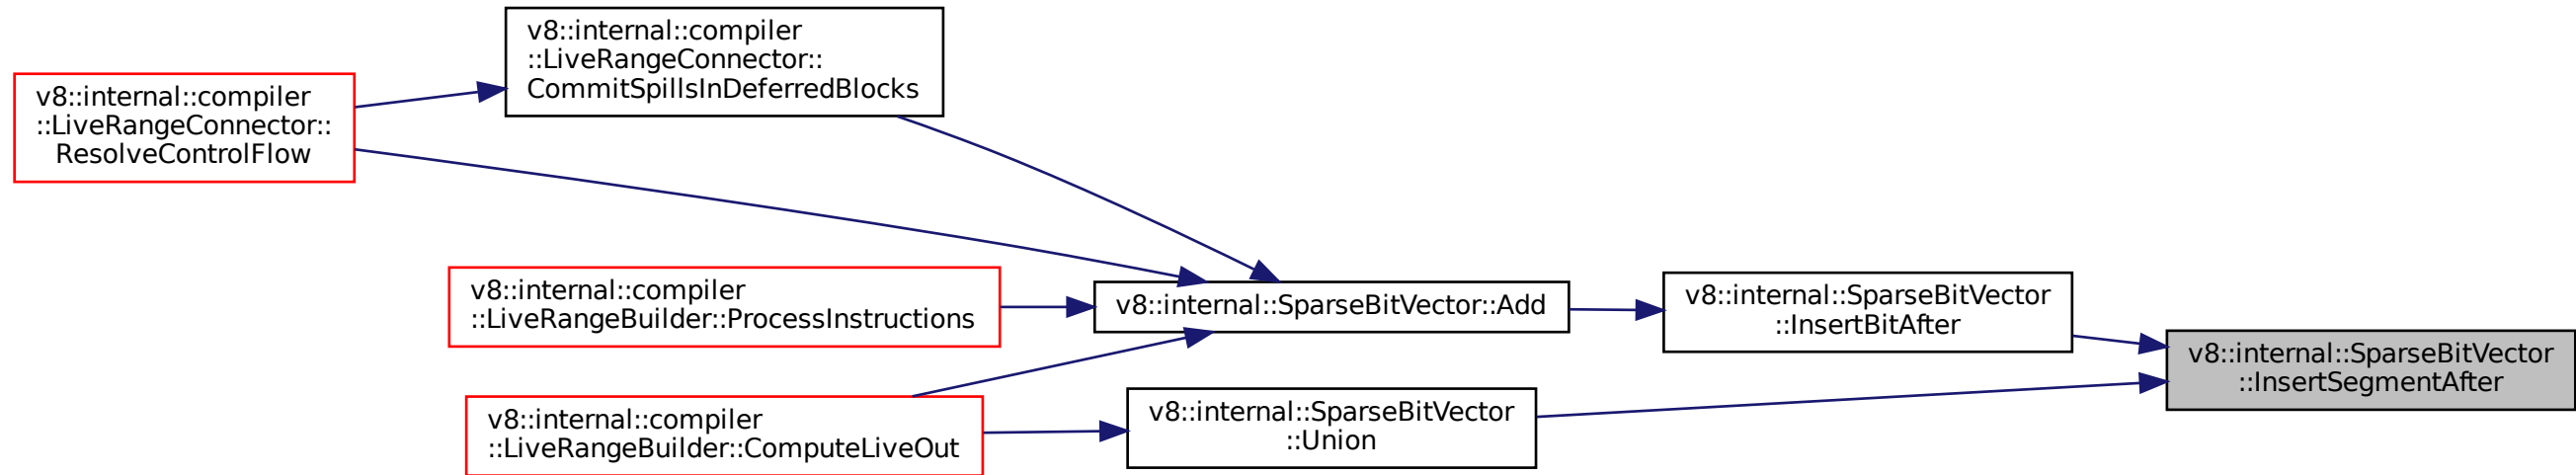 v8::internal::compiler
::LiveRangeConnector::
CommitSpillsInDeferredBlocks
v8::internal::compiler
::LiveRangeConnector::
ResolveControlFlow
v8::internal::compiler
::LiveRangeBuilder::ProcessInstructions
v8::internal::SparseBitVector::Add
v8::internal::SparseBitVector
::InsertBitAfter
v8::internal::SparseBitVector
::InsertSegmentAfter
v8::internal::compiler
::LiveRangeBuilder::ComputeLiveOut
v8::internal::SparseBitVector
::Union